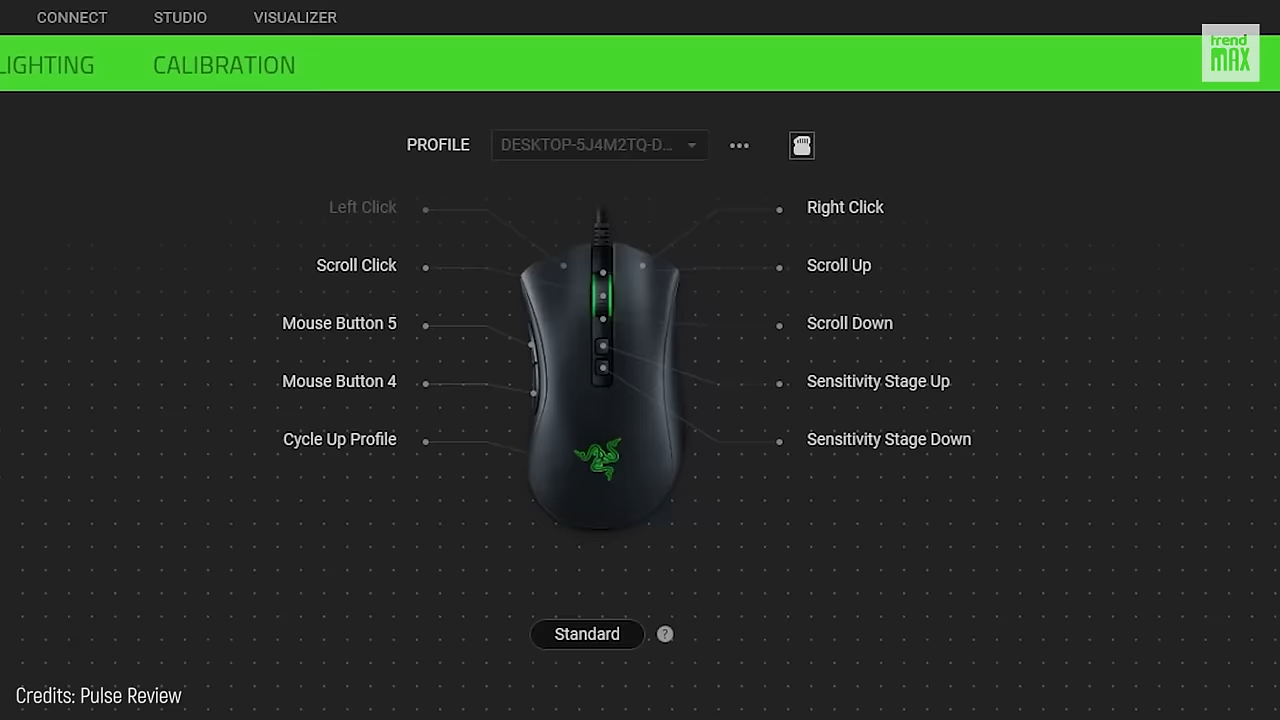 CONNECT STUDIO VISUALIZER
trend
MAX
LIGHTING CALIBRATION
PROFILE DESKTOP-5J4M2TQ-D...
Left Click Right Click
Scroll Click Scroll Up
Mouse Button 5 Scroll Down
Mouse Button 4 Sensitivity Stage Up
Cycle Up Profile Sensitivity Stage Down
Standard ?
Credits: Pulse Review